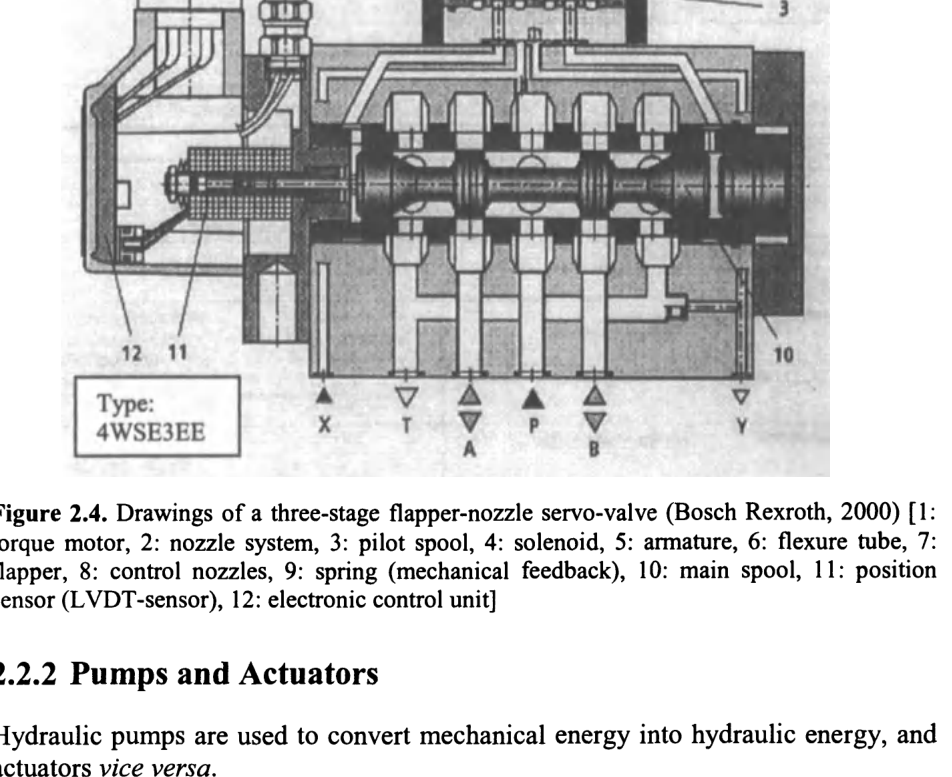 3
12 11
10
Type:
4WSE3EE
X T P Y
A B
igure 2.4. Drawings of a three-stage flapper-nozzle servo-valve (Bosch Rexroth, 2000) [1:
orque motor, 2: nozzle system, 3: pilot spool, 4: solenoid, 5: armature, 6: flexure tube, 7:
lapper, 8: control nozzles, 9: spring (mechanical feedback), 10: main spool, 11: position
ensor (LVDT-sensor), 12: electronic control unit]
2.2.2 Pumps and Actuators
Hydraulic pumps are used to convert mechanical energy into hydraulic energy, and
actuators vice versa.